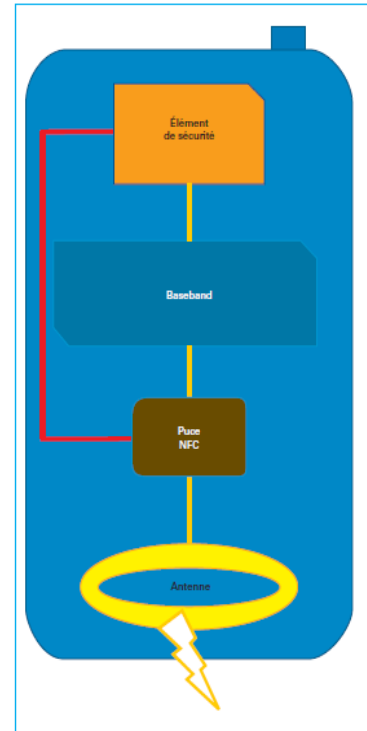 Élément
de sécurité
Baseband
Puce
NFC
Antenne